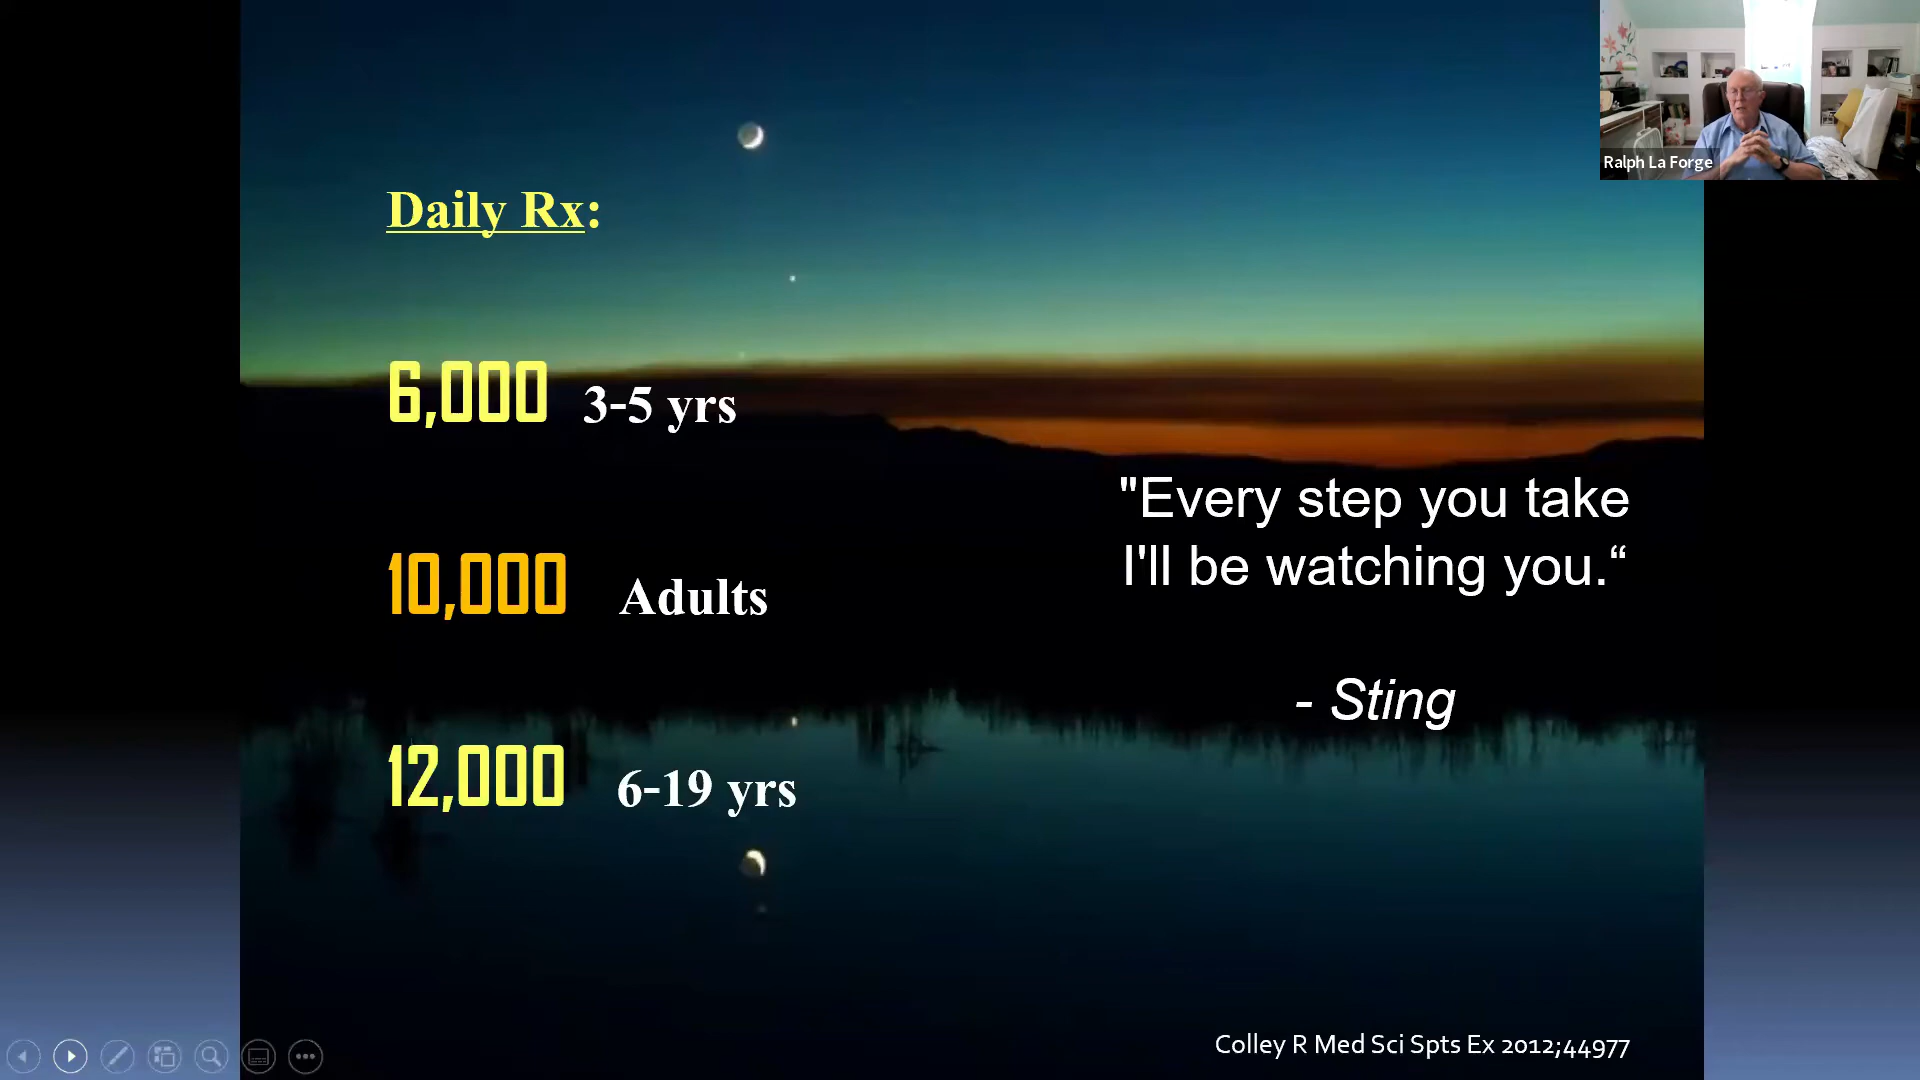 Ralph La Forge
Daily Rx:
6,000 3-5 yrs
10,000 Adults
12,000 6-19 yrs
"Every step you take
I'll be watching you.“
- Sting
Colley R Med Sci Spts Ex 2012;44977